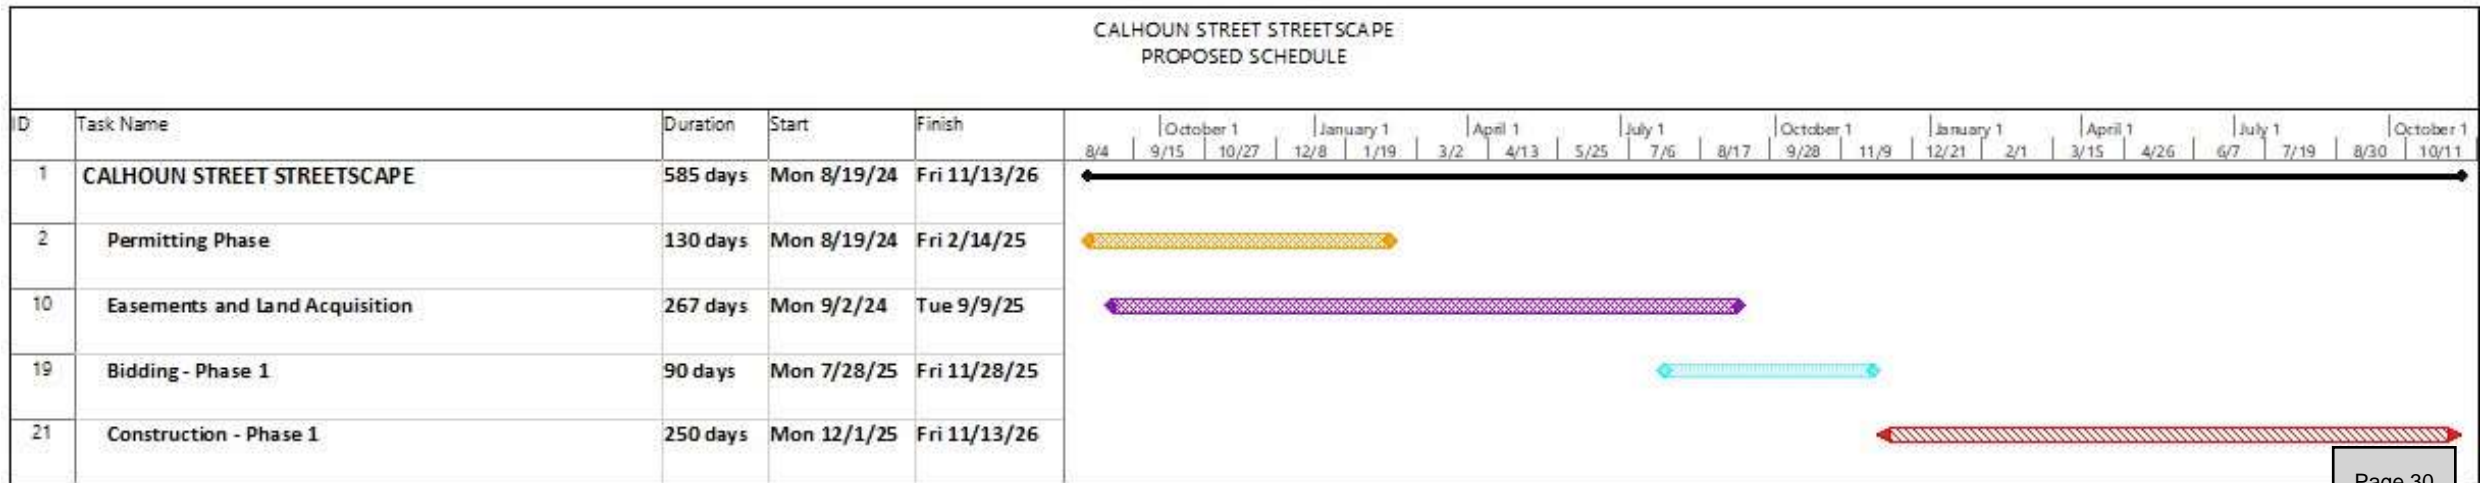 CALHOUN STREET STREETSCAPE
PROPOSED SCHEDULE
ID Task Name Duration Start Finish October 1 January 1 April 1 July 1 October 1 January 1 April 1 July 1 October 1
8/4 9/15 10/27 12/8 1/19 3/2 4/13 5/25 7/6 8/17 9/28 11/9 12/21 2/1 3/15 4/26 6/7 7/19 8/30 10/11
1 CALHOUN STREET STREETSCAPE 585 days Mon 8/19/24 Fri 11/13/26
2 Permitting Phase 130 days Mon 8/19/24 Fri 2/14/25
10 Easements and Land Acquisition 267 days Mon 9/2/24 Tue 9/9/25
19 Bidding - Phase 1 90 days Mon 7/28/25 Fri 11/28/25
21 Construction - Phase 1 250 days Mon 12/1/25 Fri 11/13/26
Page 30